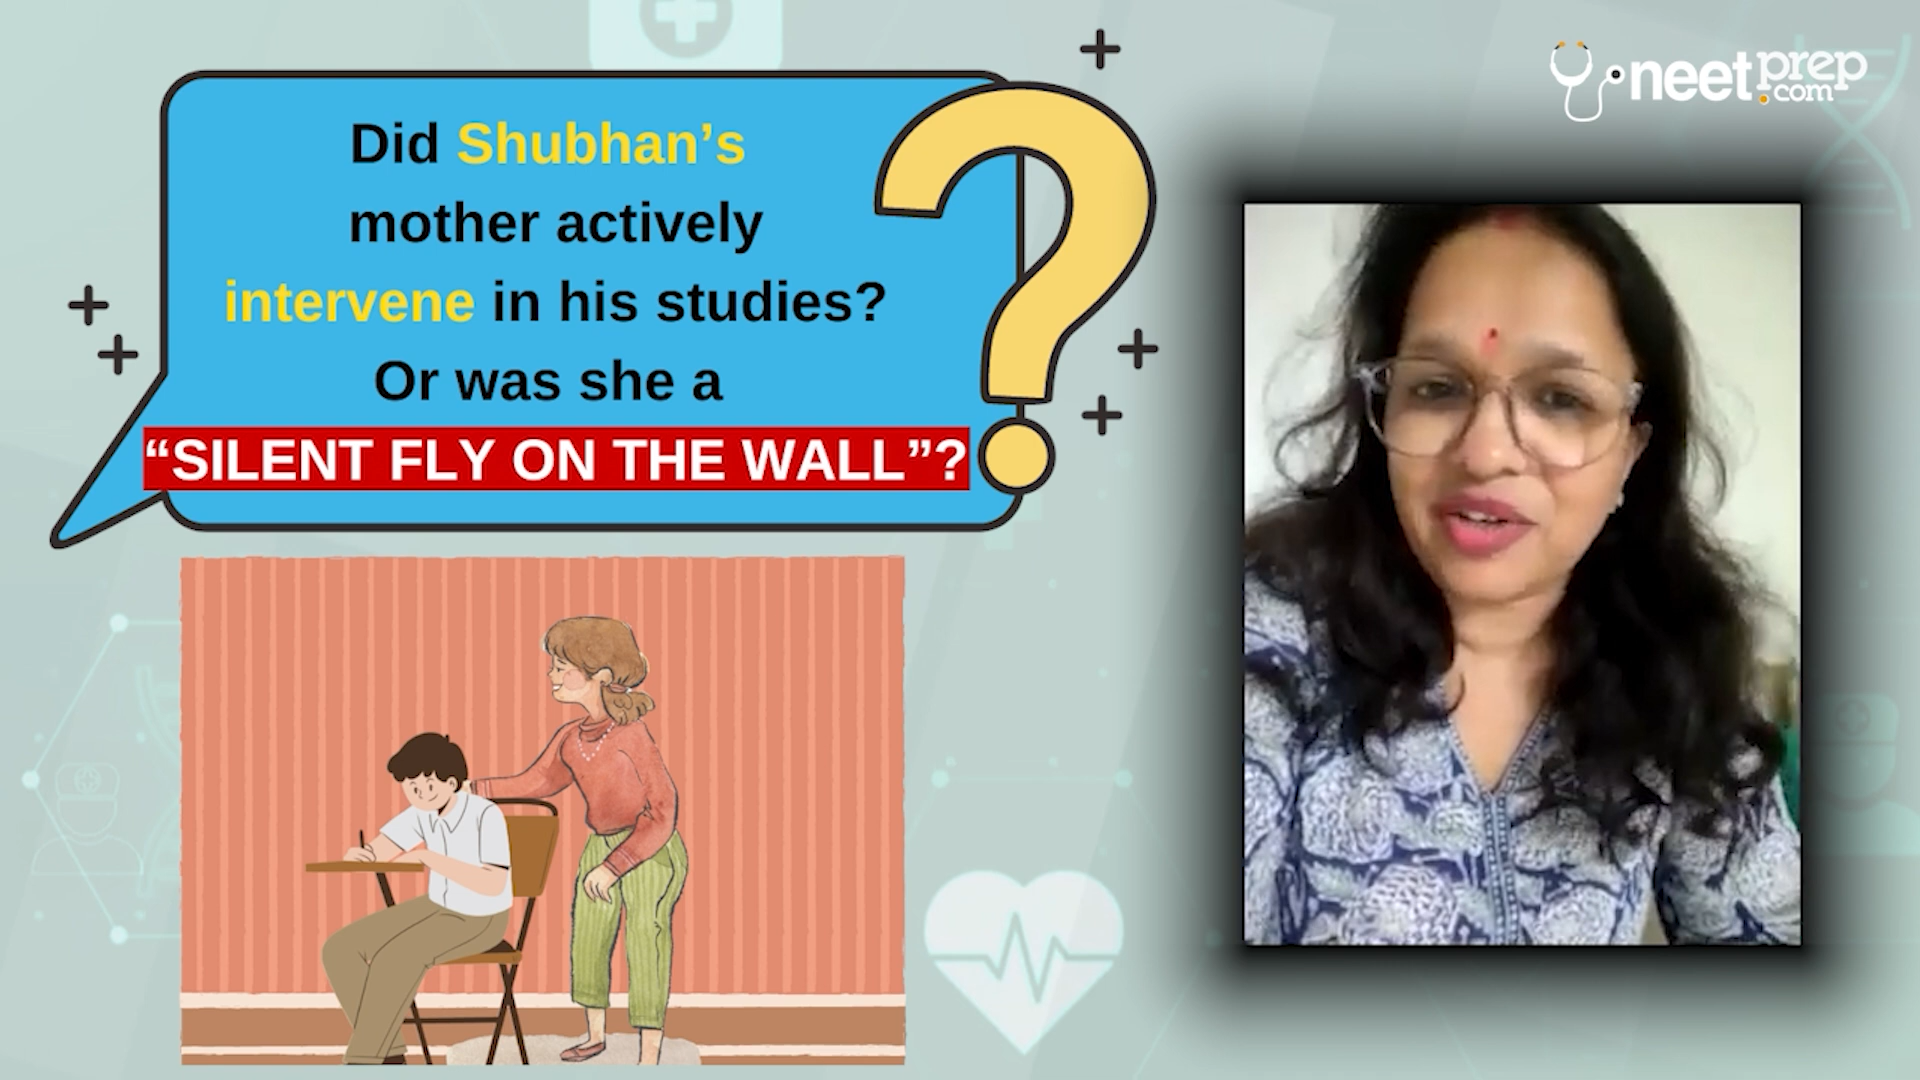 Did Shubhan’s
mother actively
intervene in his studies?
Or was she a
“SILENT FLY ON THE WALL”?
neetprep
.com